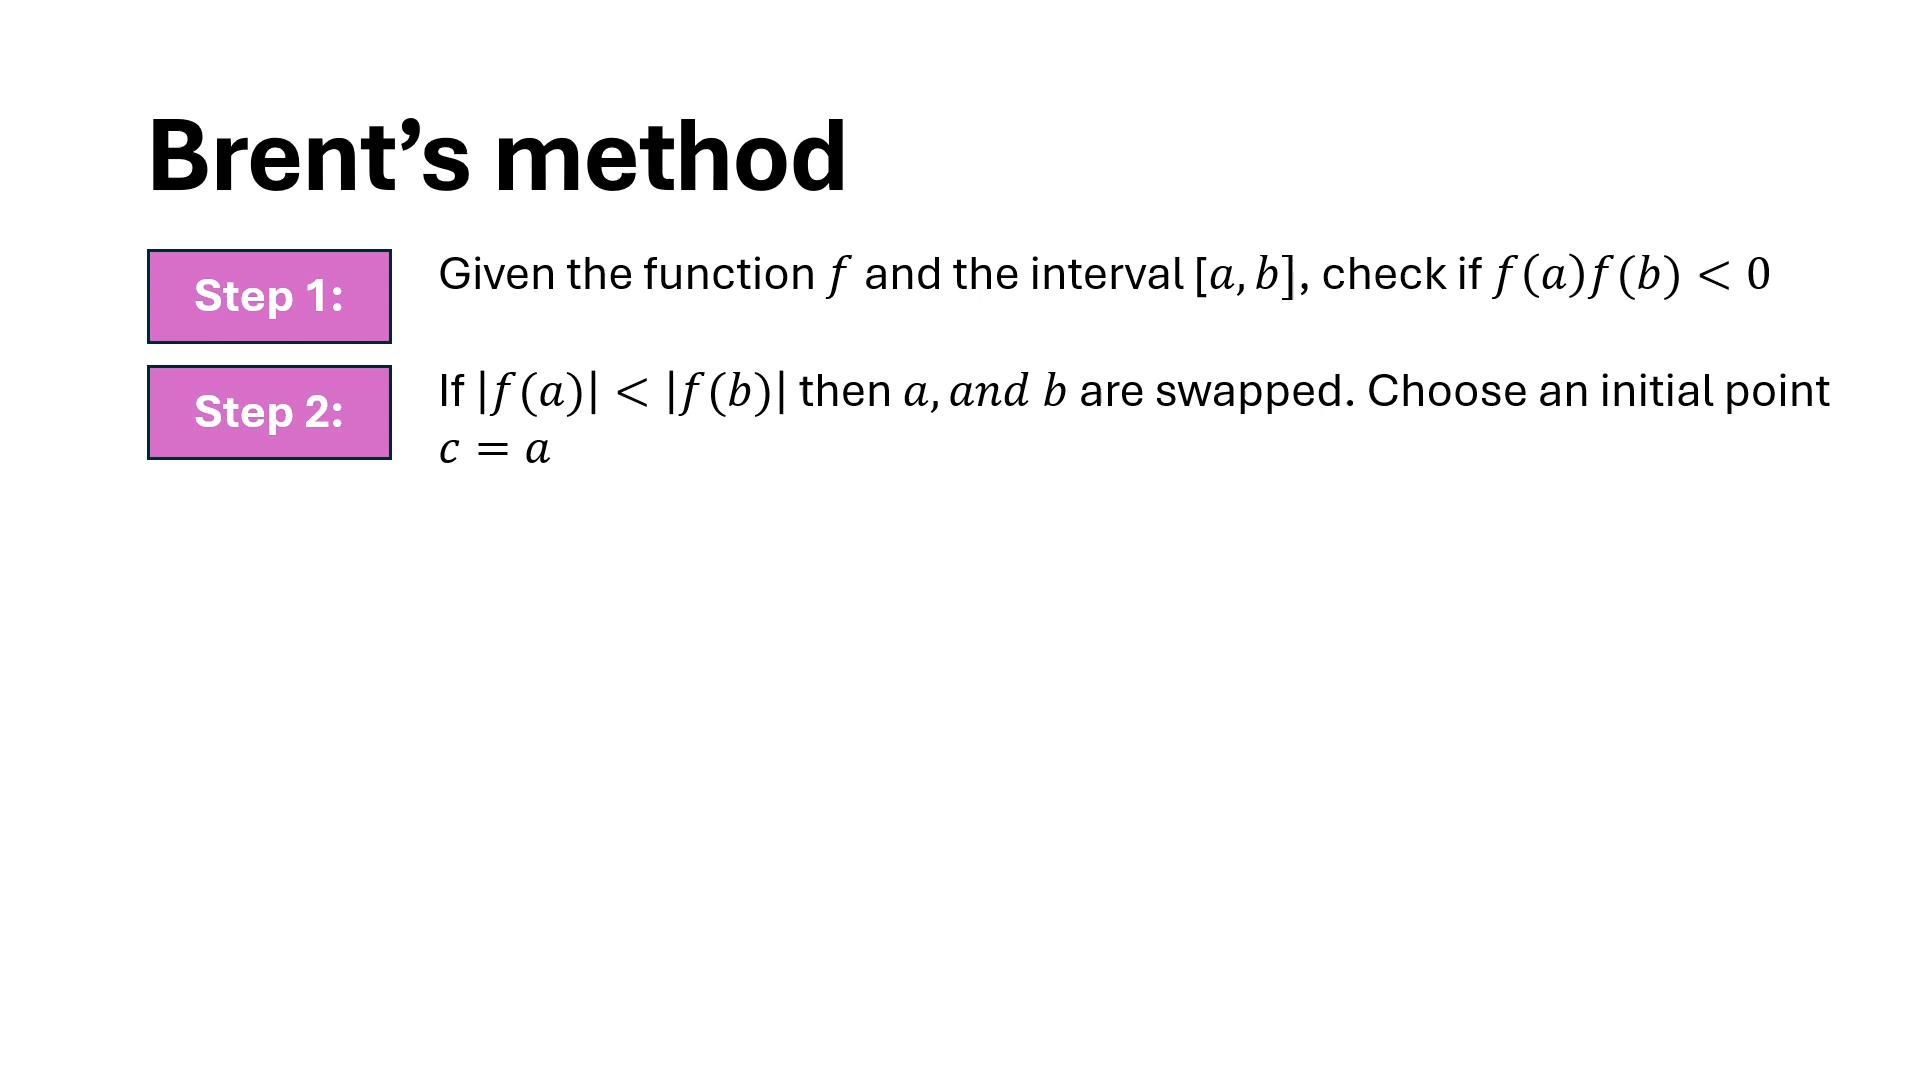 Brent’s method
Step 1:
Given the function f and the interval [a, b], check if f(a)f(b) < 0
Step 2:
If |f(a)| < |f(b)| then a, and b are swapped. Choose an initial point
c = a